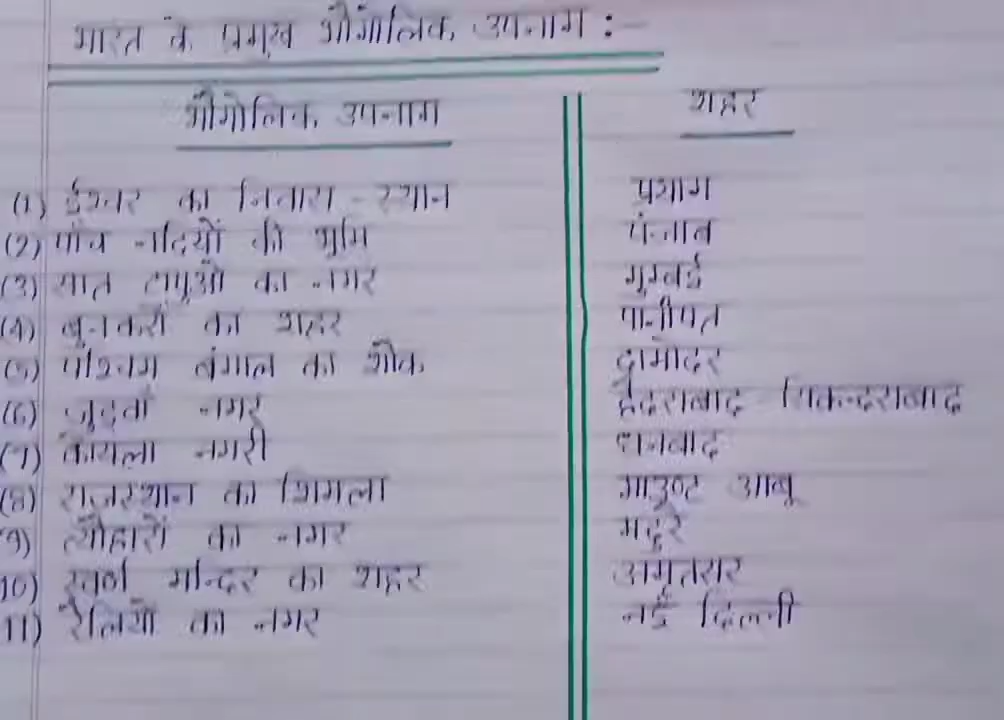 भारत के प्रमुख भौगोलिक उपनाम :-
भौगोलिक उपनाम शहर
(1) ईश्वर का निवास - स्थान प्रयाग
(2) पांच नदियों की भूमि पंजाब
(3) सात टापुओं का नगर मुम्बई
(4) बुनकरों का शहर पानीपत
(5) पश्चिम बंगाल का शोक दामोदर
(6) जुड़वाँ नगर हैदराबाद सिकन्दराबाद
(7) कोयला नगरी धनबाद
(8) राजस्थान का शिमला माउण्ट आबू
(9) त्यौहारों का नगर मदुरै
(10) स्वर्ण मन्दिर का शहर अमृतसर
(11) रैलियों का नगर नई दिल्ली